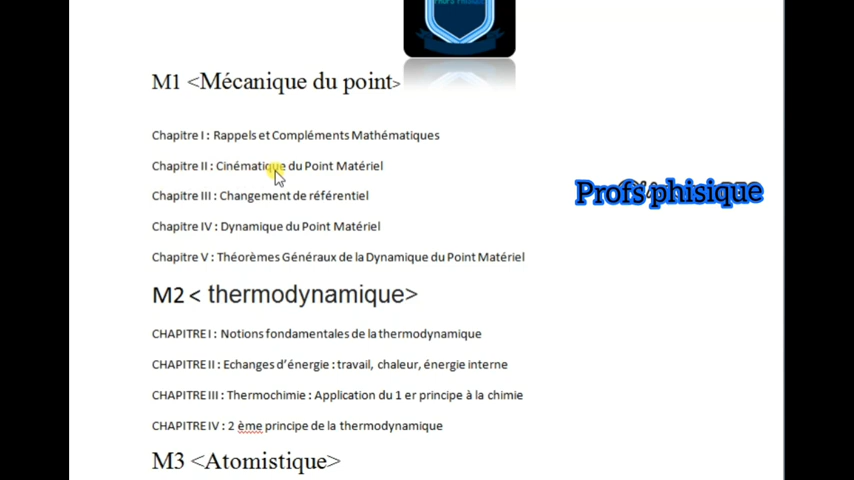 M1 <Mécanique du point>
Chapitre I : Rappels et Compléments Mathématiques
Chapitre II : Cinématique du Point Matériel
Chapitre III : Changement de référentiel
Chapitre IV : Dynamique du Point Matériel
Chapitre V : Théorèmes Généraux de la Dynamique du Point Matériel
Profs phisique
M2 < thermodynamique>
CHAPITRE I : Notions fondamentales de la thermodynamique
CHAPITRE II : Echanges d’énergie : travail, chaleur, énergie interne
CHAPITRE III : Thermochimie : Application du 1 er principe à la chimie
CHAPITRE IV : 2 ème principe de la thermodynamique
M3 <Atomistique>